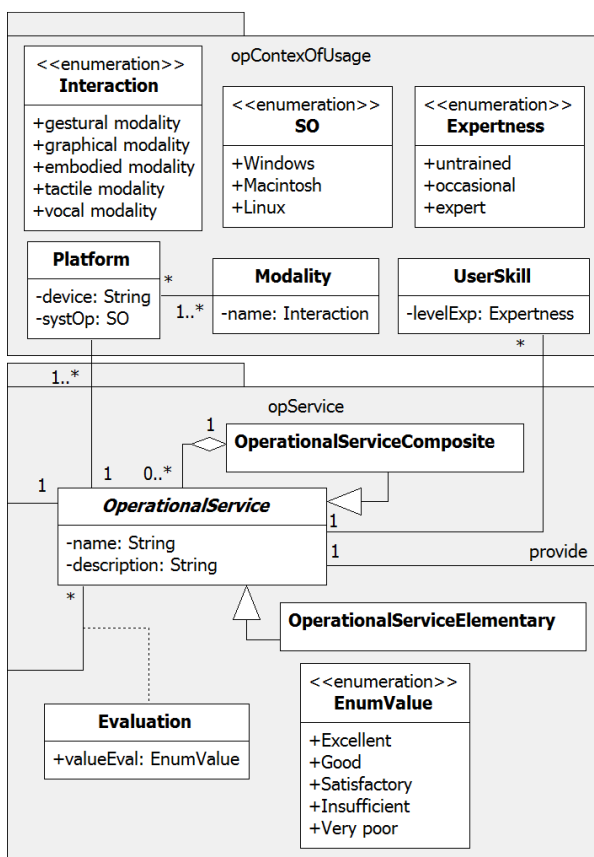 opContexOfUsage
<<enumeration>>
Interaction
+gestural modality
+graphical modality
+embodied modality
+tactile modality
+vocal modality
<<enumeration>>
SO
+Windows
+Macintosh
+Linux
<<enumeration>>
Expertness
+untrained
+occasional
+expert
Platform
-device: String
-systOp: SO
*
1..*
Modality
-name: Interaction
UserSkill
-levelExp: Expertness
*
1..*
opService
1
OperationalServiceComposite
1
1
0..*
OperationalService
-name: String
-description: String
1
1
provide
*
OperationalServiceElementary
Evaluation
+valueEval: EnumValue
<<enumeration>>
EnumValue
+Excellent
+Good
+Satisfactory
+Insufficient
+Very poor